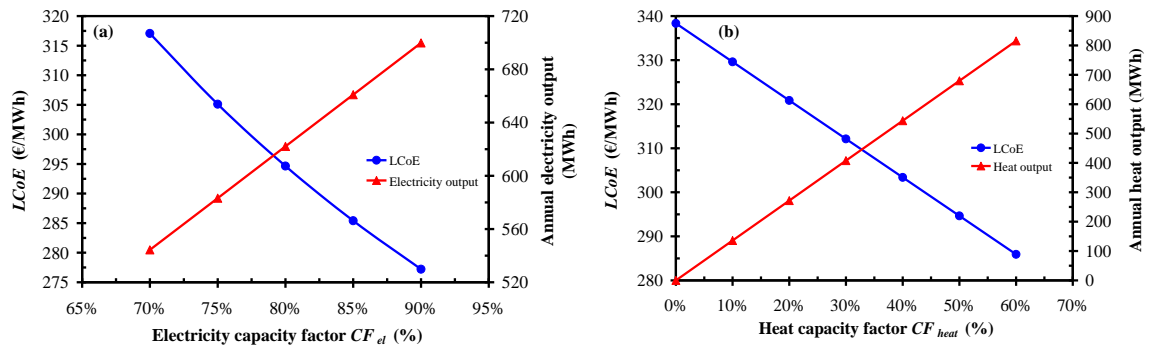 (a)
320
315
310
305
300
295
290
285
280
275
LCoE (€/MWh)
720
680
640
600
560
520
Annual electricity output
(MWh)
LCoE
Electricity output
65% 70% 75% 80% 85% 90% 95%
Electricity capacity factor CF el (%)
(b)
340
330
320
310
300
290
280
LCoE (€/MWh)
900
800
700
600
500
400
300
200
100
0
Annual heat output (MWh)
LCoE
Heat output
0% 10% 20% 30% 40% 50% 60% 70%
Heat capacity factor CF heat (%)